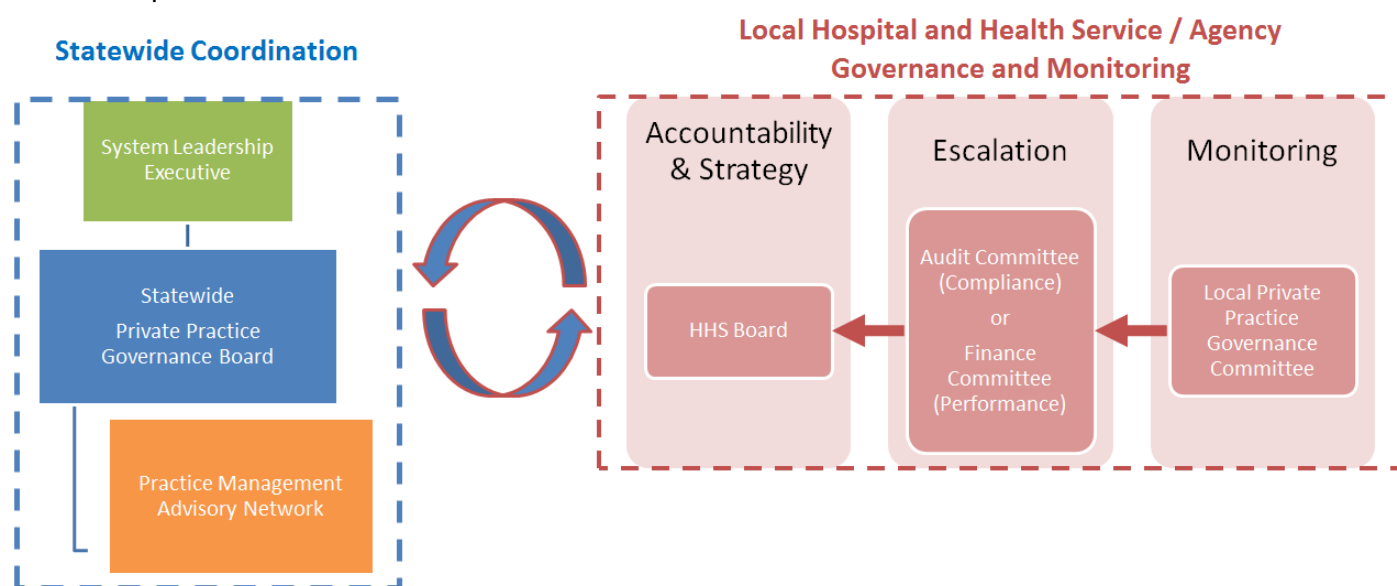 Statewide Coordination
System Leadership
Executive
Statewide
Private Practice
Governance Board
Practice Management
Advisory Network
Local Hospital and Health Service / Agency
Governance and Monitoring
Accountability
& Strategy
HHS Board
Escalation
Audit Committee
(Compliance)
or
Finance
Committee
(Performance)
Monitoring
Local Private
Practice
Governance
Committee